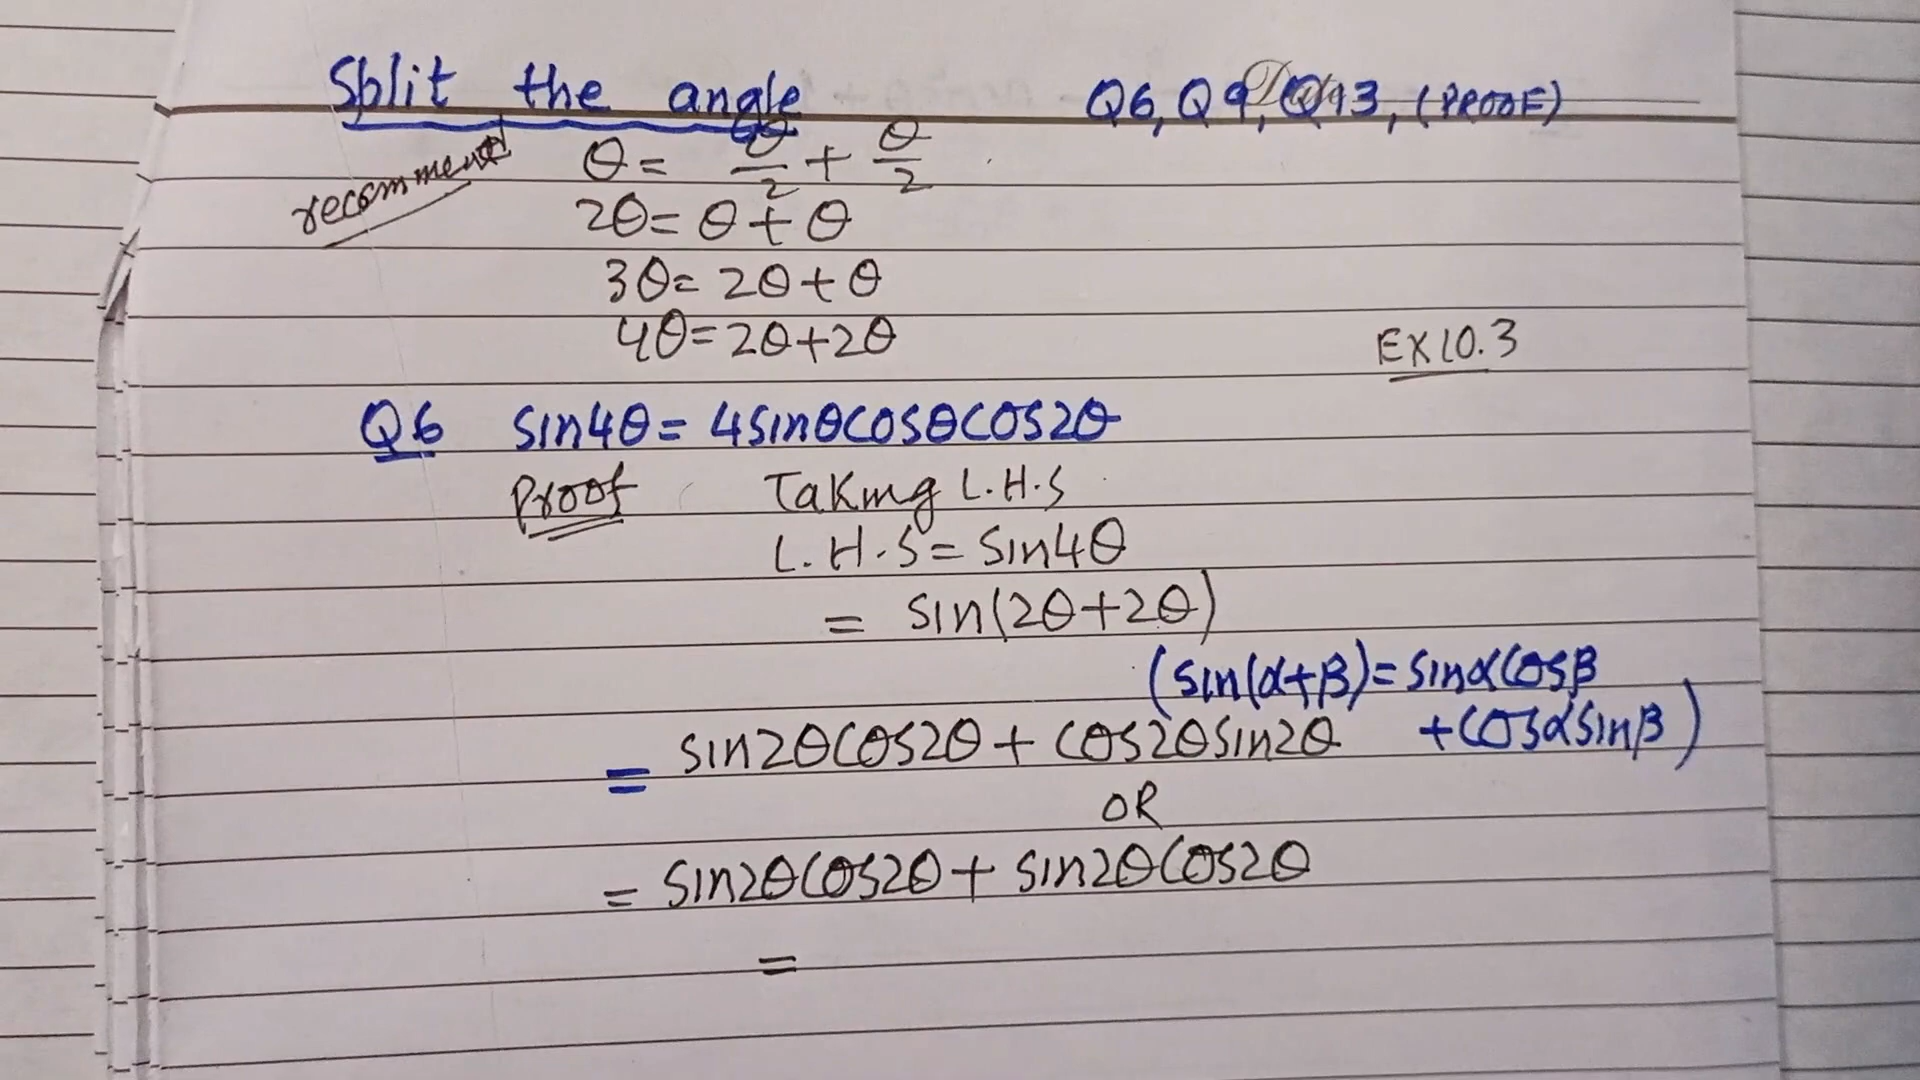 Split the angle Q6, Q9, Q13, (PROOF)
recomment θ = θ/2 + θ/2
2θ = θ + θ
3θ = 2θ + θ
4θ = 2θ + 2θ
EX 10.3
Q6 sin4θ = 4sinθcosθcos2θ
Proof Taking L.H.S
L.H.S = Sin4θ
= sin(2θ+2θ)
(sin(α+β) = sinαcosβ
+cosαsinβ)
= sin2θcos2θ + cos2θsin2θ
OR
= sin2θcos2θ + sin2θcos2θ
=